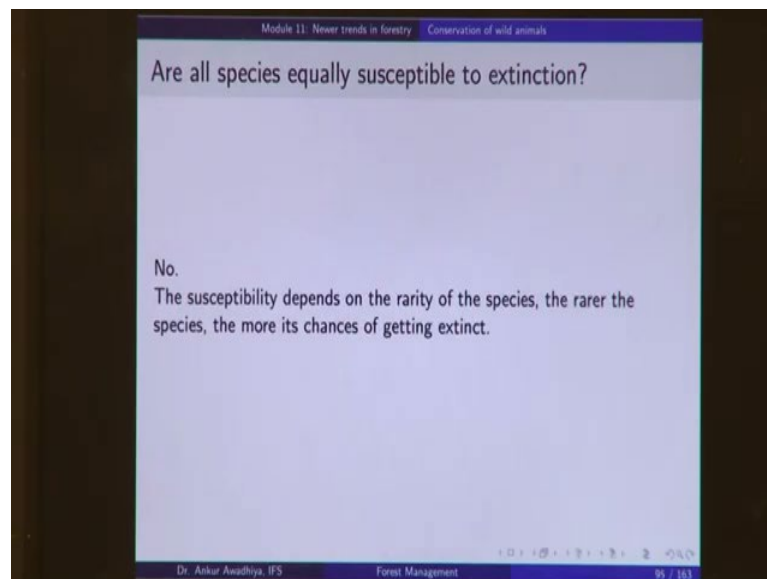 Module 11: Newer trends in forestry Conservation of wild animals
Are all species equally susceptible to extinction?
No.
The susceptibility depends on the rarity of the species, the rarer the
species, the more its chances of getting extinct.
Dr. Ankur Awadhiya, IFS Forest Management 95 / 163